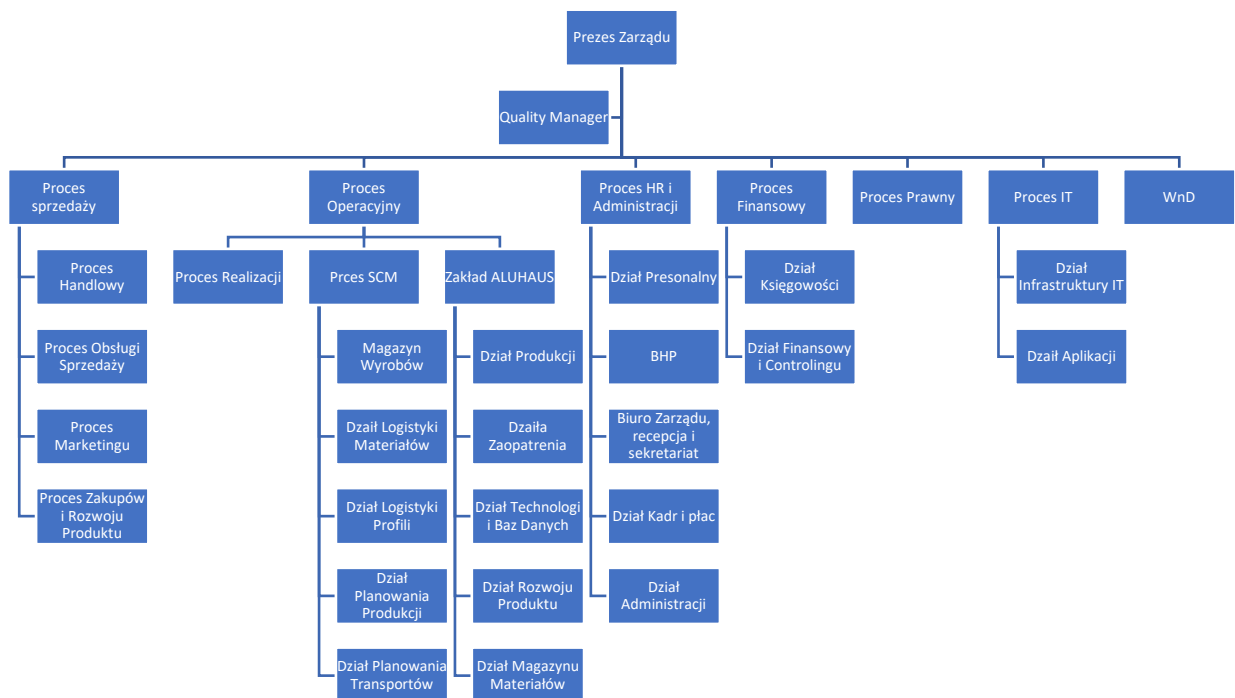 Prezes Zarządu
Quality Manager
Proces
sprzedaży
Proces
Operacyjny
Proces HR i
Administracji
Proces
Finansowy
Proces Prawny
Proces IT
WnD
Proces
Handlowy
Proces Realizacji
Prces SCM
Zakład ALUHAUS
Dział Presonalny
Dział
Księgowości
Dział
Infrastruktury IT
Proces Obsługi
Sprzedaży
Magazyn
Wyrobów
Dział Produkcji
BHP
Dział Finansowy
i Controlingu
Dzaił Aplikacji
Proces
Marketingu
Dzaił Logistyki
Materiałów
Dzaiła
Zaopatrenia
Biuro Zarządu,
recepcja i
sekretariat
Proces Zakupów
i Rozwoju
Produktu
Dział Logistyki
Profili
Dział Technologi
i Baz Danych
Dział Kadr i płac
Dział
Planowania
Produkcji
Dział Rozwoju
Produktu
Dział
Administracji
Dział Planowania
Transportów
Dział Magazynu
Materiałów